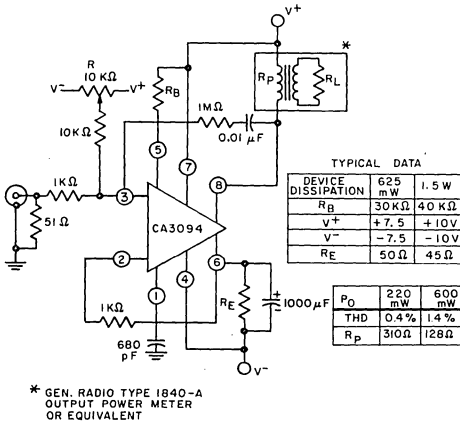 V+
R
10 KΩ
V-
V+
10KΩ
RB
1MΩ
0.01 μF
RP
RL
*
1KΩ
51Ω
5
7
3
8
CA3094
2
6
1
4
1KΩ
680
pF
RE
1000 μF
V-
TYPICAL DATA
DEVICE DISSIPATION 625 mW 1.5 W
RB 30KΩ 40 KΩ
V+ +7.5 +10V
V- -7.5 -10V
RE 50Ω 45Ω
PO 220 mW 600 mW
THD 0.4% 1.4 %
RP 310Ω 128Ω
* GEN. RADIO TYPE 1840-A
OUTPUT POWER METER
OR EQUIVALENT